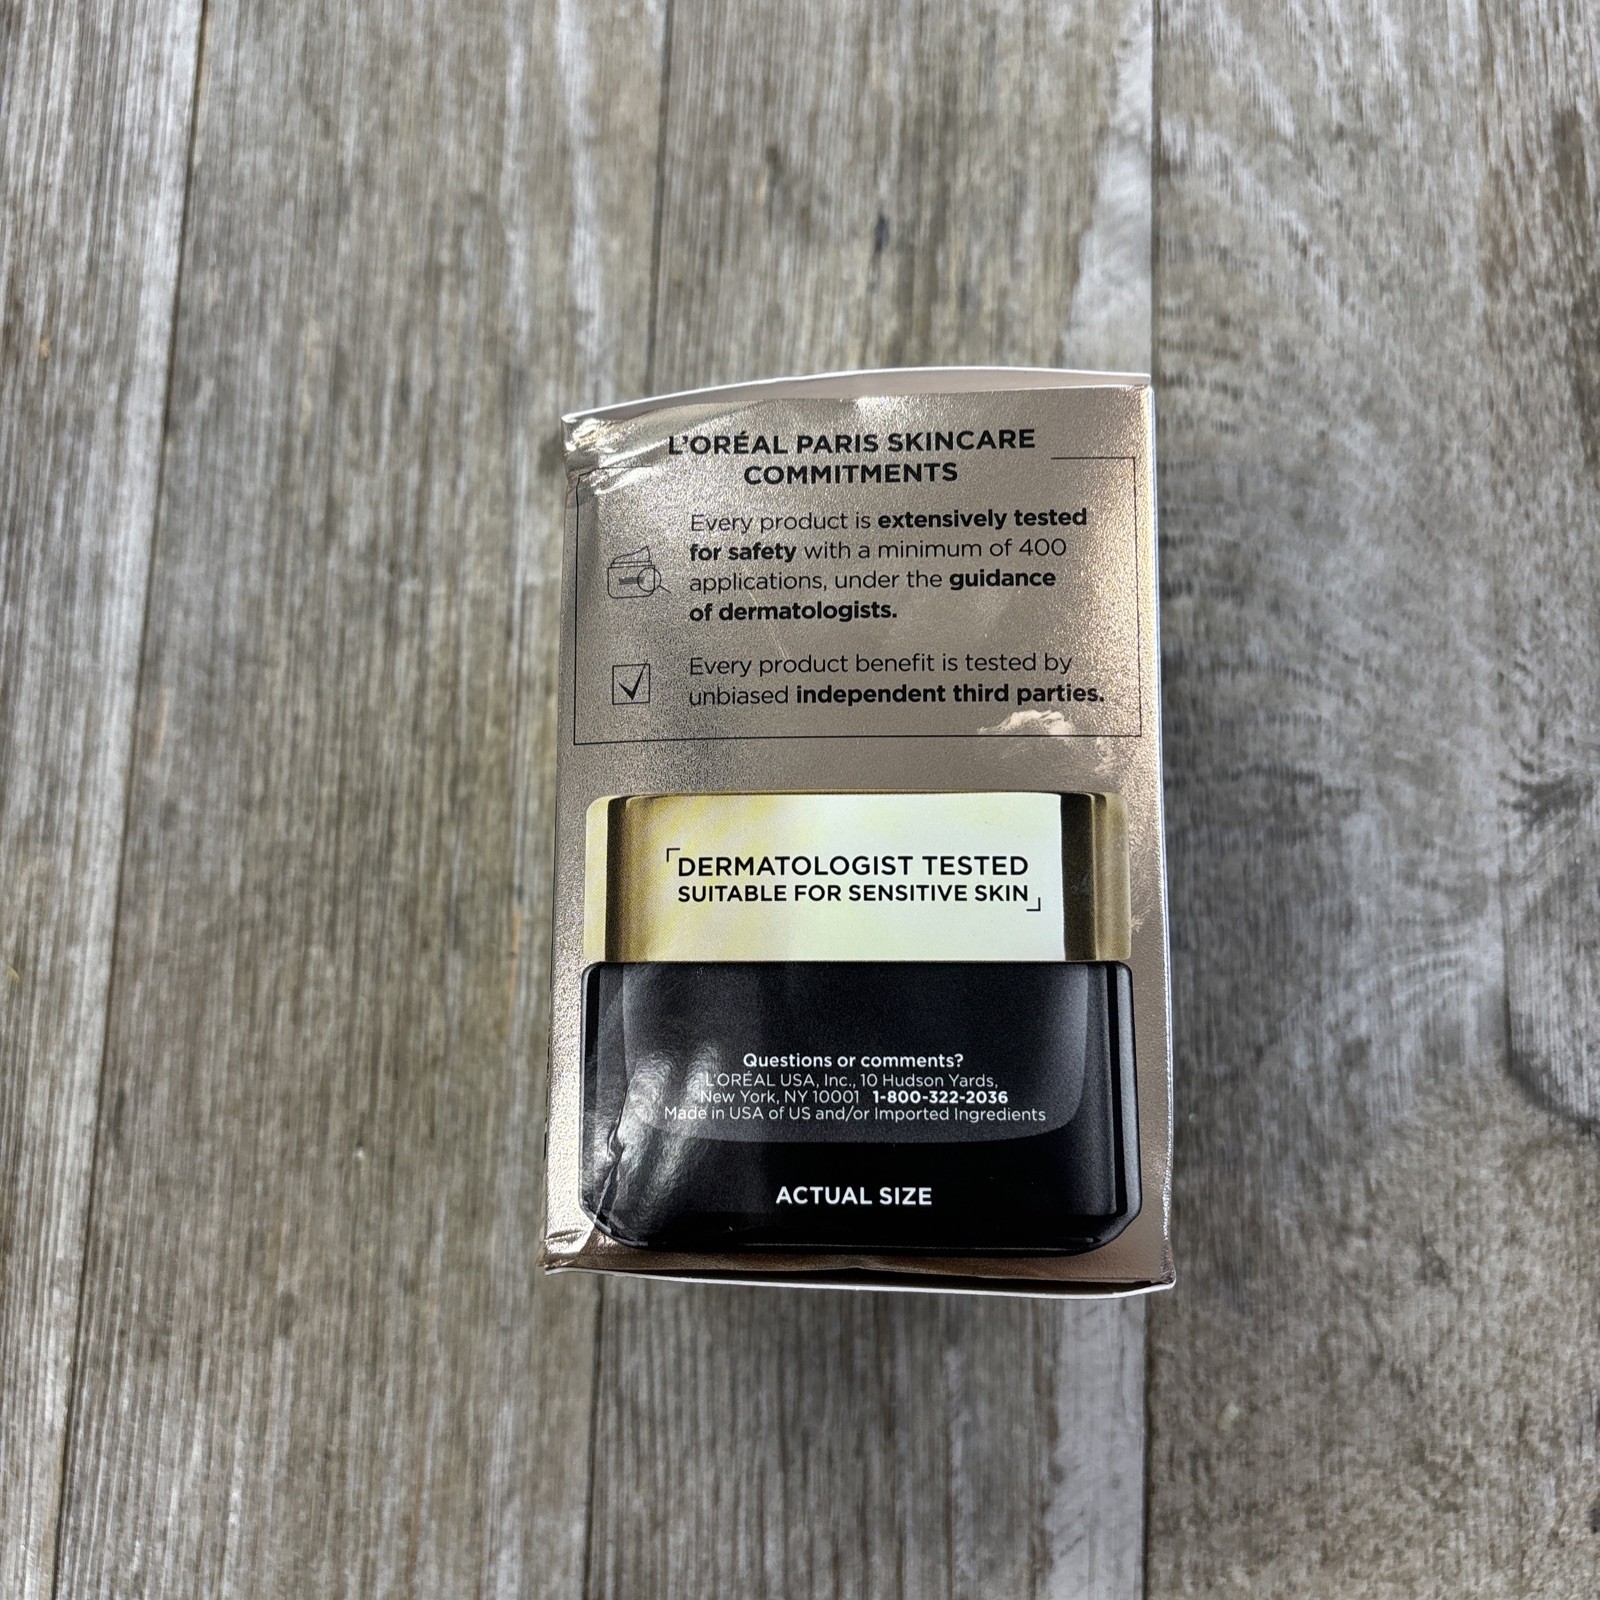 L'ORÉAL PARIS SKINCARE
COMMITMENTS
Every product is extensively tested
for safety with a minimum of 400
applications, under the guidance
of dermatologists.
Every product benefit is tested by
unbiased independent third parties.
DERMATOLOGIST TESTED
SUITABLE FOR SENSITIVE SKIN
Questions or comments?
L'ORÉAL USA, Inc., 10 Hudson Yards,
New York, NY 10001 1-800-322-2036
Made in USA of US and/or Imported Ingredients
ACTUAL SIZE